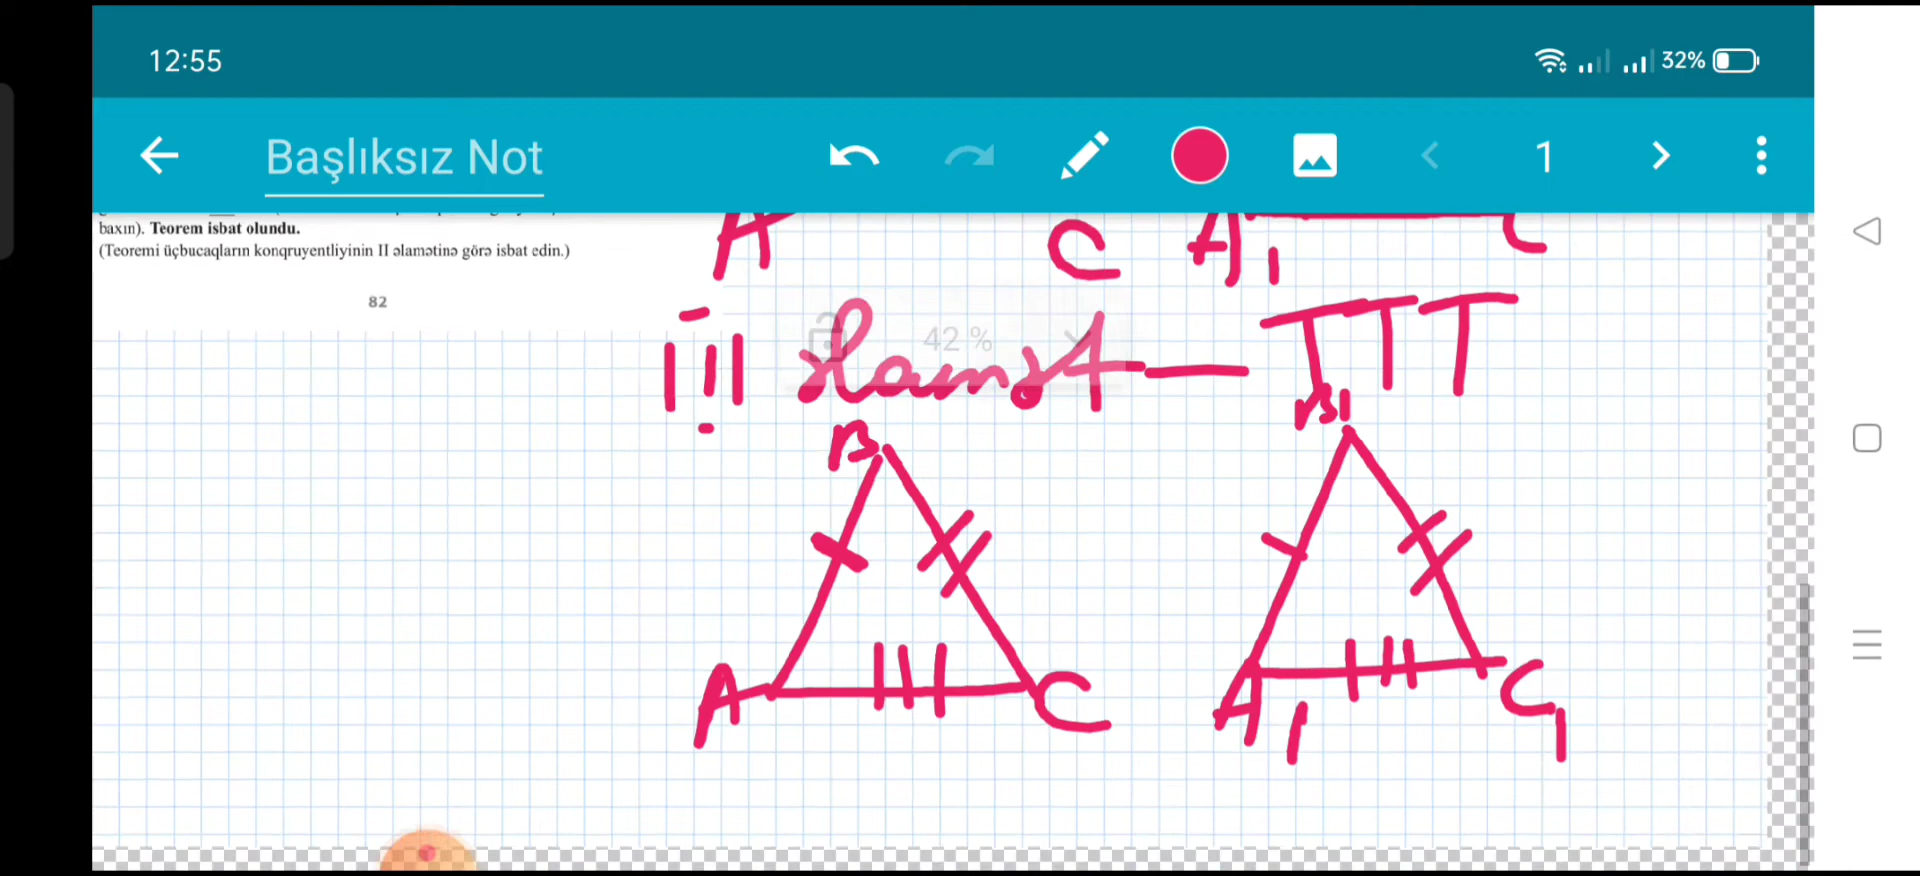 12:55
32%
Başlıksız Not
1
baxın). Teorem isbat olundu.
(Teoremi üçbucaqların konqruyentliyinin II əlamətinə görə isbat edin.)
82
A C A1 C
42 %
III əlamət — TTT
B B1
A C A1 C1